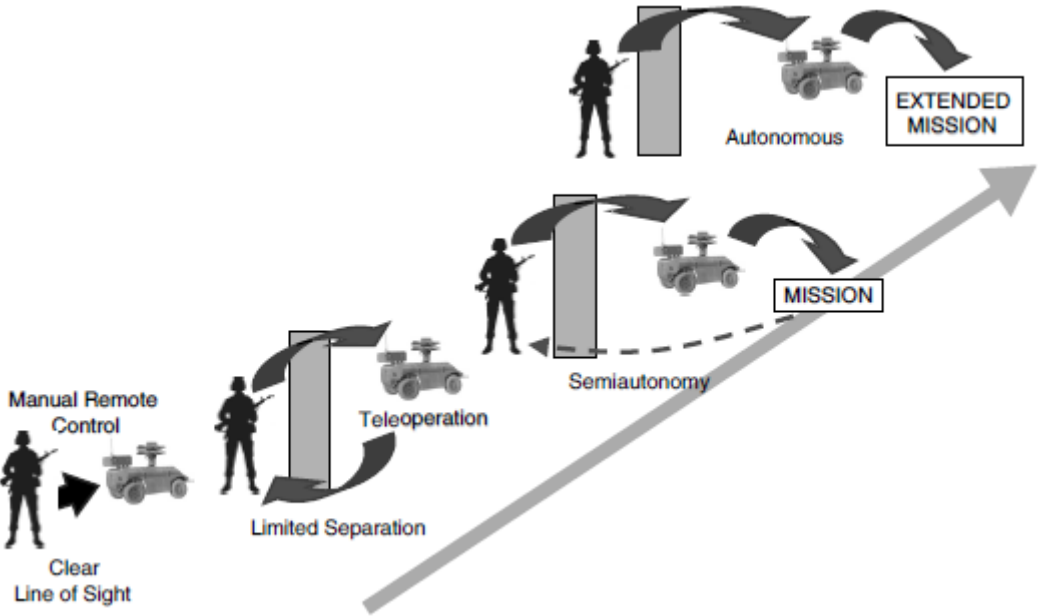 EXTENDED
MISSION
Autonomous
MISSION
Semiautonomy
Manual Remote
Control
Teleoperation
Limited Separation
Clear
Line of Sight